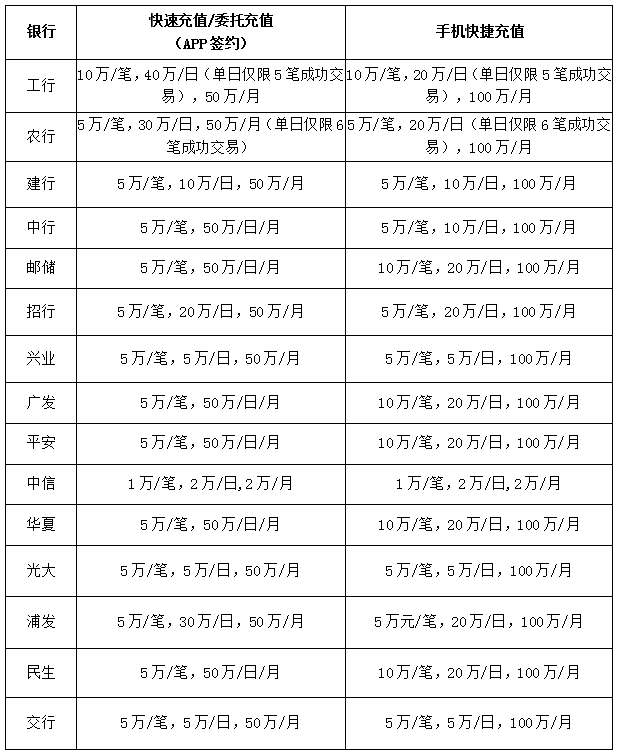 银行
快速充值/委托充值
（APP签约）
手机快捷充值
工行
10万/笔，40万/日（单日仅限5笔成功交
易），50万/月
10万/笔，20万/日（单日仅限5笔成功交
易），100万/月
农行
5万/笔，30万/日，50万/月（单日仅限6
笔成功交易）
5万/笔，20万/日（单日仅限6笔成功交
易），100万/月
建行
5万/笔，10万/日，50万/月
5万/笔，10万/日，100万/月
中行
5万/笔，50万/日/月
5万/笔，10万/日，100万/月
邮储
5万/笔，50万/日/月
10万/笔，20万/日，100万/月
招行
5万/笔，20万/日，50万/月
5万/笔，20万/日，100万/月
兴业
5万/笔，5万/日，50万/月
5万/笔，5万/日，100万/月
广发
5万/笔，50万/日/月
10万/笔，20万/日，100万/月
平安
5万/笔，50万/日/月
10万/笔，20万/日，100万/月
中信
1万/笔，2万/日,2万/月
1万/笔，2万/日,2万/月
华夏
5万/笔，50万/日/月
10万/笔，20万/日，100万/月
光大
5万/笔，5万/日，50万/月
5万/笔，5万/日，100万/月
浦发
5万/笔，30万/日，50万/月
5万元/笔，20万/日，100万/月
民生
5万/笔，50万/日/月
10万/笔，20万/日，100万/月
交行
5万/笔，5万/日，50万/月
5万/笔，5万/日，100万/月